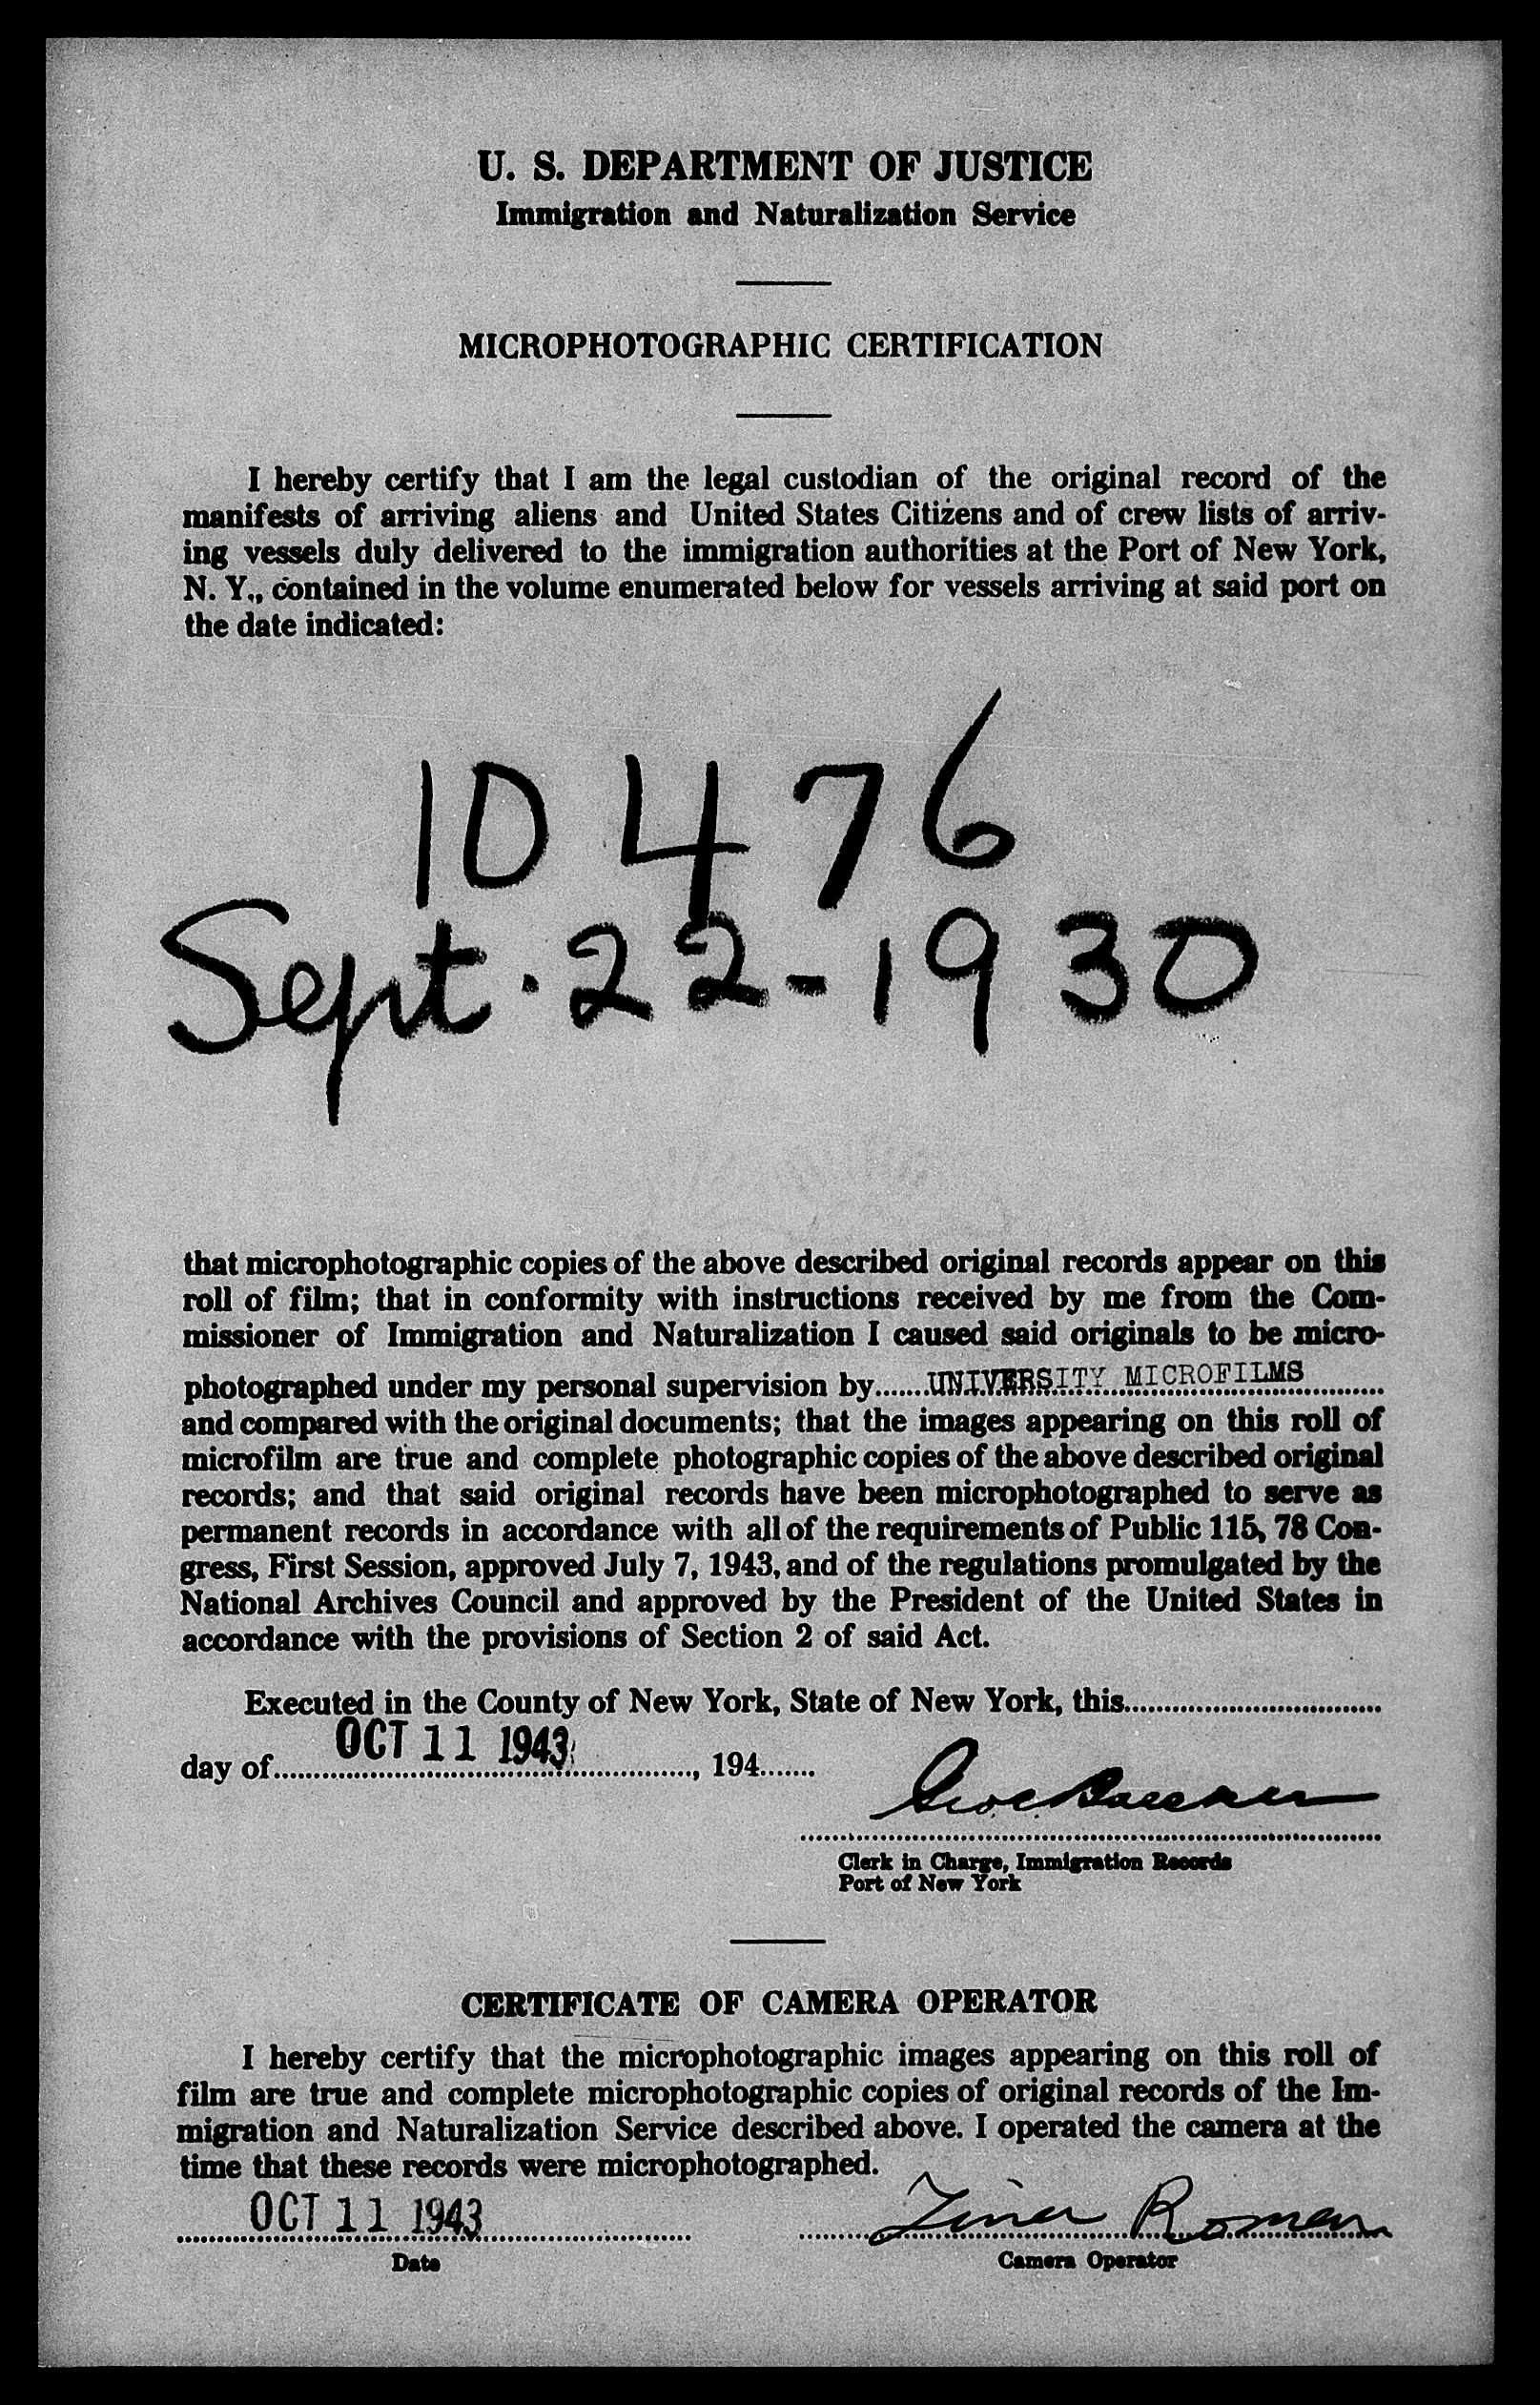 U. S. DEPARTMENT OF JUSTICE
Immigration and Naturalization Service
MICROPHOTOGRAPHIC CERTIFICATION
I hereby certify that I am the legal custodian of the original record of the
manifests of arriving aliens and United States Citizens and of crew lists of arriv-
ing vessels duly delivered to the immigration authorities at the Port of New York,
N. Y., contained in the volume enumerated below for vessels arriving at said port on
the date indicated:
10476
Sept. 22-1930
that microphotographic copies of the above described original records appear on this
roll of film; that in conformity with instructions received by me from the Com-
missioner of Immigration and Naturalization I caused said originals to be micro-
photographed under my personal supervision by UNIVERSITY MICROFILMS
and compared with the original documents; that the images appearing on this roll of
microfilm are true and complete photographic copies of the above described original
records; and that said original records have been microphotographed to serve as
permanent records in accordance with all of the requirements of Public 115, 78 Con-
gress, First Session, approved July 7, 1943, and of the regulations promulgated by the
National Archives Council and approved by the President of the United States in
accordance with the provisions of Section 2 of said Act.
Executed in the County of New York, State of New York, this
day of OCT 11 1943, 194
Clerk in Charge, Immigration Records
Port of New York
CERTIFICATE OF CAMERA OPERATOR
I hereby certify that the microphotographic images appearing on this roll of
film are true and complete microphotographic copies of original records of the Im-
migration and Naturalization Service described above. I operated the camera at the
time that these records were microphotographed.
OCT 11 1943 Roman
Date Camera Operator